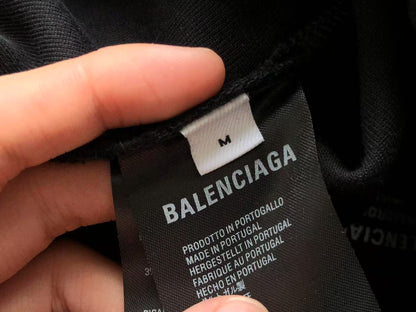 M
BALENCIAGA
PRODOTTO IN PORTOGALLO
MADE IN PORTUGAL
HERGESTELLT IN PORTUGAL
FABRIQUE AU PORTUGAL
HECHO EN PORTUGAL